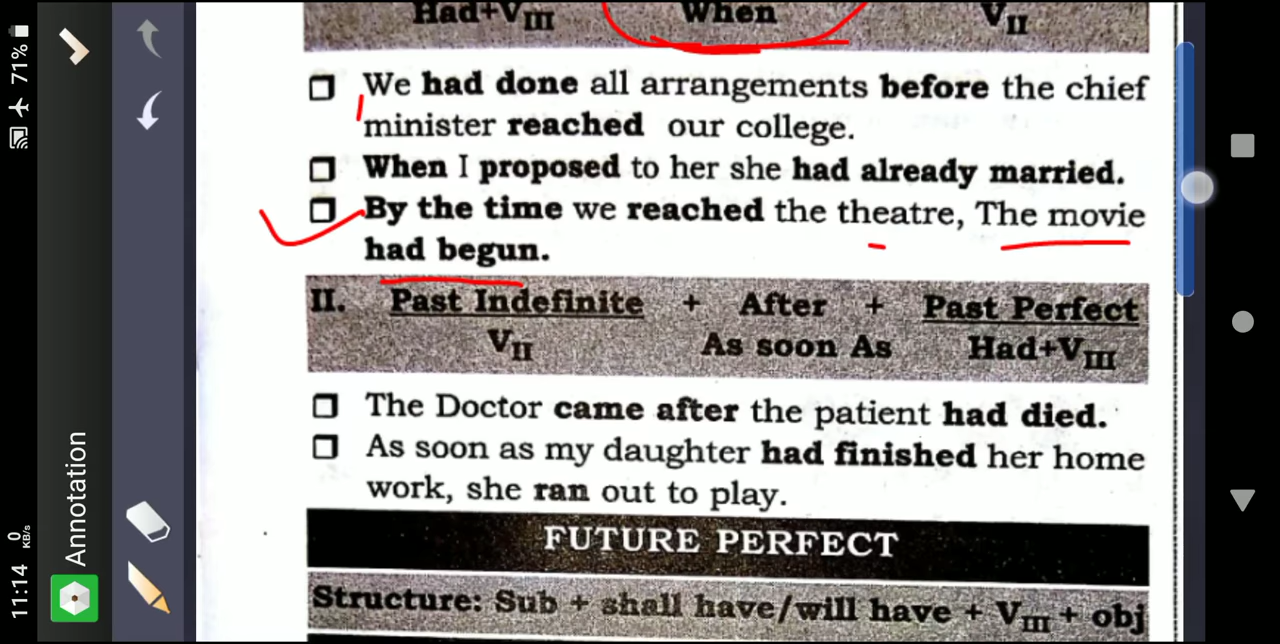 Had+VIII When VII
We had done all arrangements before the chief
minister reached our college.
When I proposed to her she had already married.
By the time we reached the theatre, The movie
had begun.
II. Past Indefinite + After + Past Perfect
VII As soon As Had+VIII
The Doctor came after the patient had died.
As soon as my daughter had finished her home
work, she ran out to play.
FUTURE PERFECT
Structure: Sub + shall have/will have + VIII + obj
Annotation
11:14 0 KB/s
71%